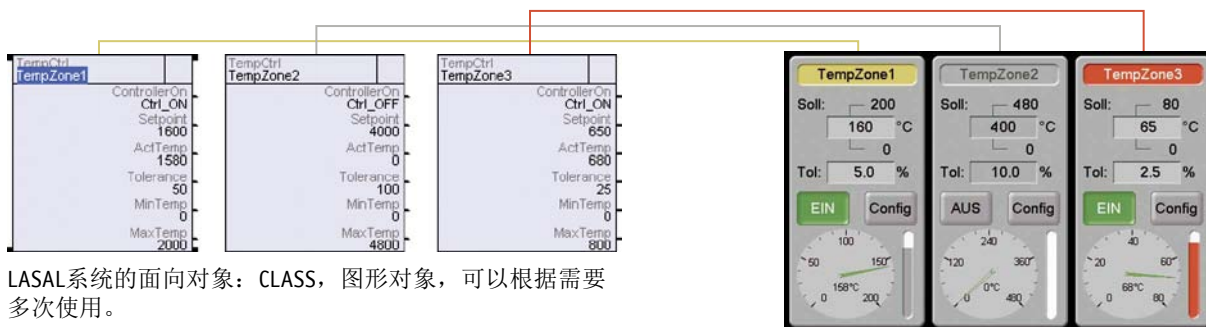 TempCtrl
TempZone1
ControllerOn
Ctrl_ON
Setpoint
1600
ActTemp
1580
Tolerance
50
MinTemp
0
MaxTemp
2000
TempCtrl
TempZone2
ControllerOn
Ctrl_OFF
Setpoint
4000
ActTemp
0
Tolerance
100
MinTemp
0
MaxTemp
4800
TempCtrl
TempZone3
ControllerOn
Ctrl_ON
Setpoint
650
ActTemp
680
Tolerance
25
MinTemp
0
MaxTemp
800
LASAL系统的面向对象：CLASS，图形对象，可以根据需要
多次使用。
TempZone1
Soll: 200
160 °C
0
Tol: 5.0 %
EIN Config
100
50 150
158°C
0 200
TempZone2
Soll: 480
400 °C
0
Tol: 10.0 %
AUS Config
240
120 360
0°C
0 480
TempZone3
Soll: 80
65 °C
0
Tol: 2.5 %
EIN Config
40
20 60
68°C
0 80